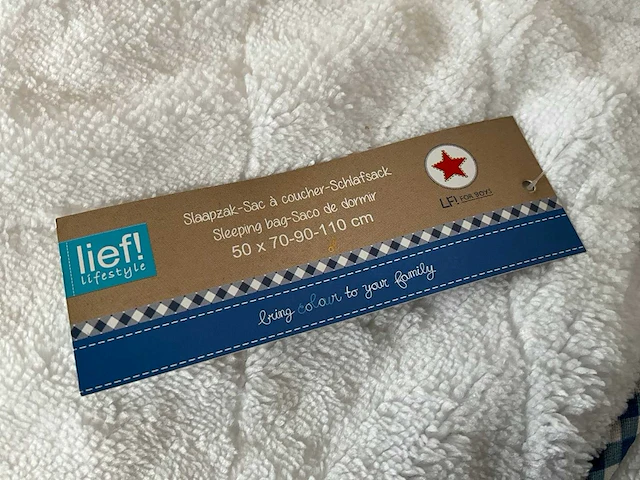 lief!
lifestyle
Slaapzak-Sac à coucher-Schlafsack
Sleeping bag-Saco de dormir
50 x 70-90-110 cm
LF! FOR BOYS
bring colour to your family